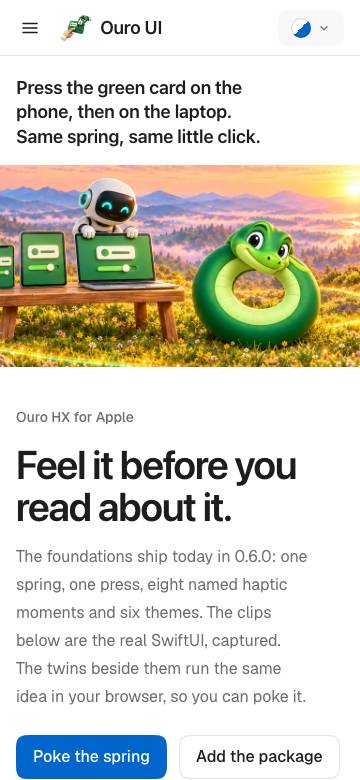 Ouro UI
Press the green card on the
phone, then on the laptop.
Same spring, same little click.
Ouro HX for Apple
Feel it before you
read about it.
The foundations ship today in 0.6.0: one
spring, one press, eight named haptic
moments and six themes. The clips
below are the real SwiftUI, captured.
The twins beside them run the same
idea in your browser, so you can poke it.
Poke the spring
Add the package